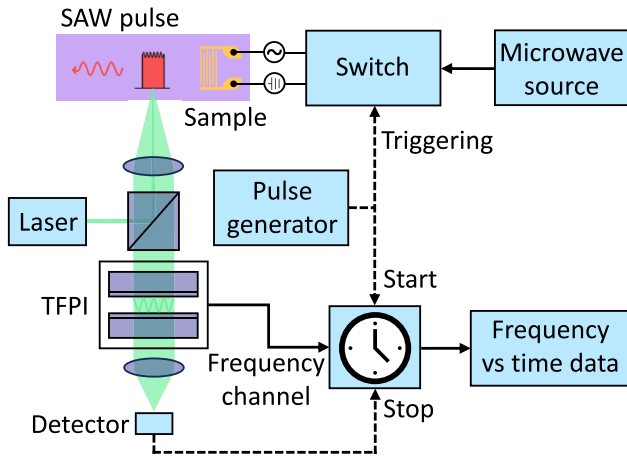 SAW pulse
Sample
Switch
Microwave
source
Triggering
Pulse
generator
Laser
TFPI
Start
Frequency
channel
Frequency
vs time data
Stop
Detector